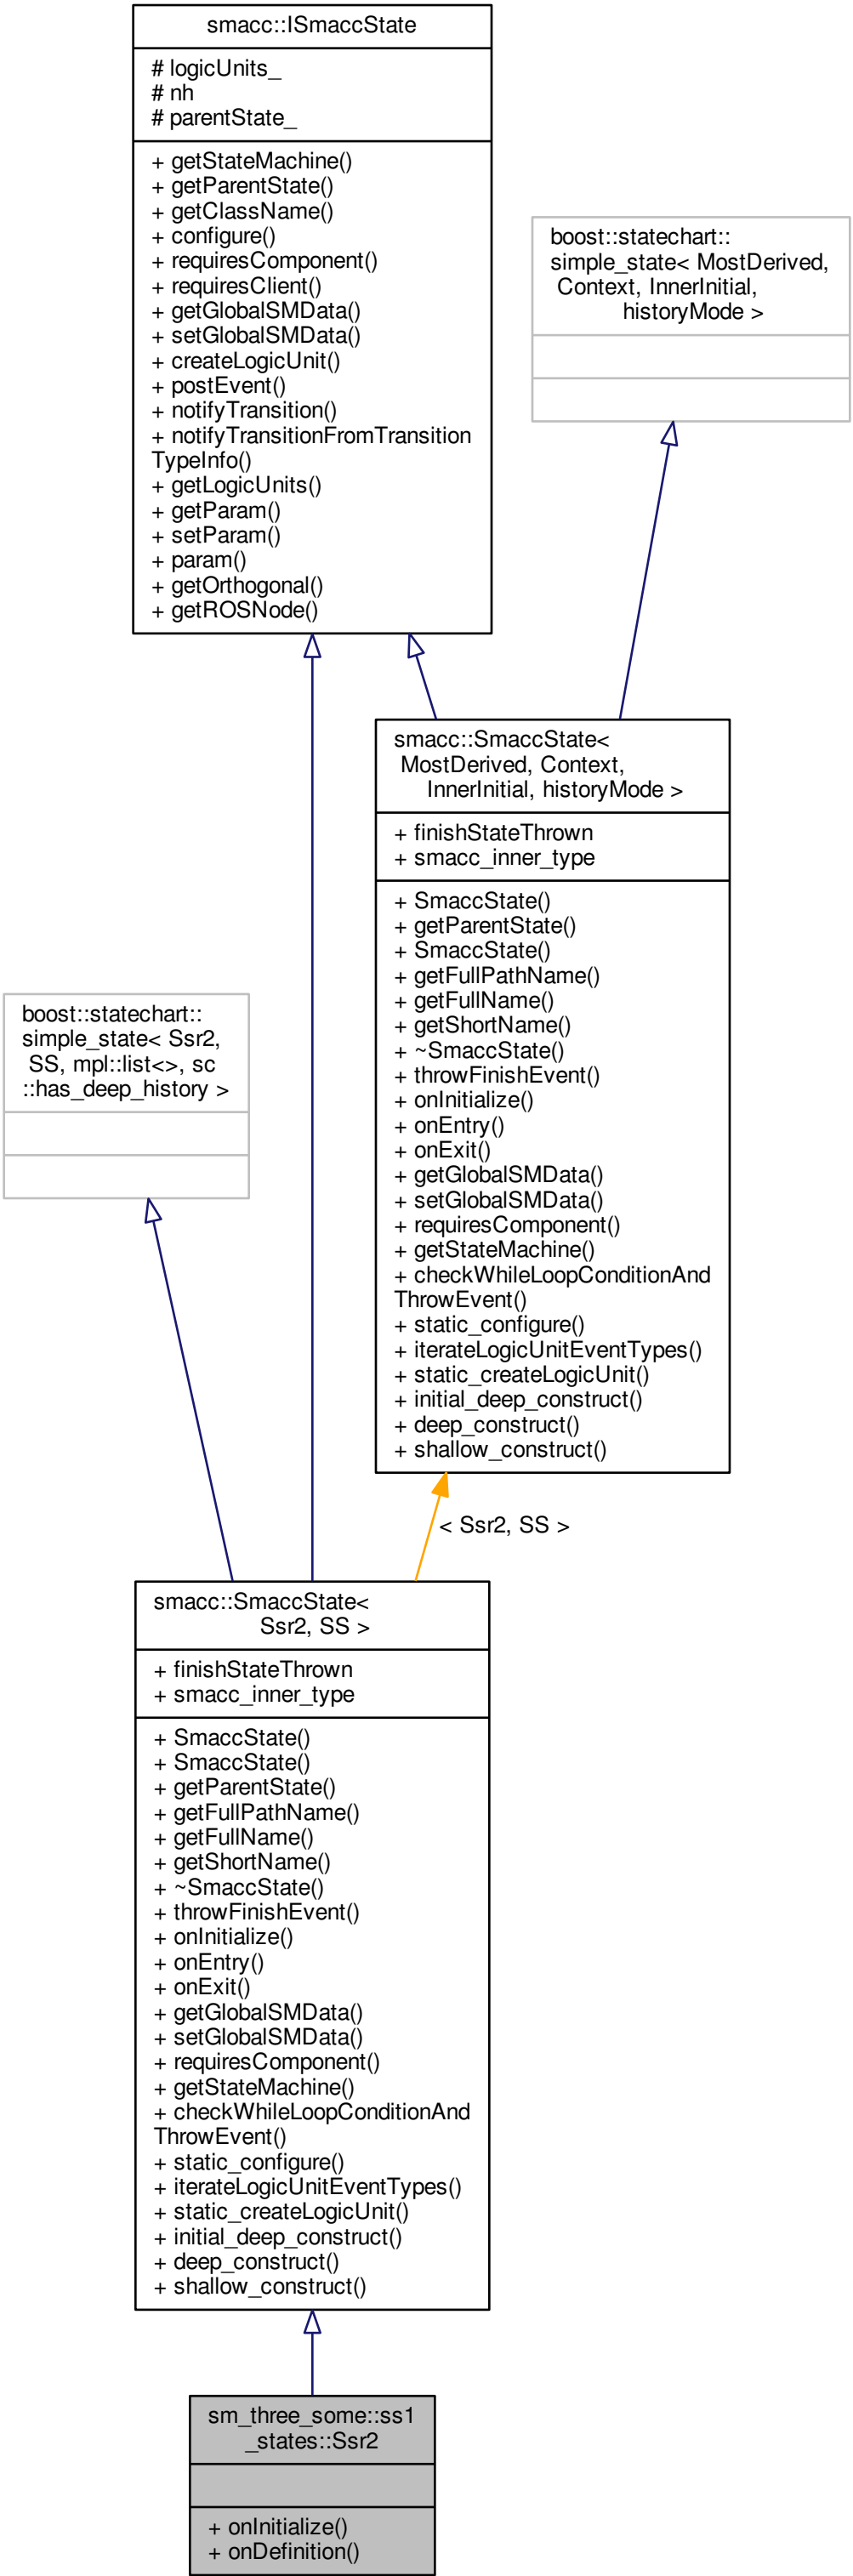 smacc::ISmaccState
# logicUnits_
# nh
# parentState_
+ getStateMachine()
+ getParentState()
+ getClassName()
+ configure()
+ requiresComponent()
+ requiresClient()
+ getGlobalSMData()
+ setGlobalSMData()
+ createLogicUnit()
+ postEvent()
+ notifyTransition()
+ notifyTransitionFromTransition
TypeInfo()
+ getLogicUnits()
+ getParam()
+ setParam()
+ param()
+ getOrthogonal()
+ getROSNode()
boost::statechart::
simple_state< MostDerived,
Context, InnerInitial,
historyMode >
smacc::SmaccState<
MostDerived, Context,
InnerInitial, historyMode >
+ finishStateThrown
+ smacc_inner_type
+ SmaccState()
+ getParentState()
+ SmaccState()
+ getFullPathName()
+ getFullName()
+ getShortName()
+ ~SmaccState()
+ throwFinishEvent()
+ onInitialize()
+ onEntry()
+ onExit()
+ getGlobalSMData()
+ setGlobalSMData()
+ requiresComponent()
+ getStateMachine()
+ checkWhileLoopConditionAnd
ThrowEvent()
+ static_configure()
+ iterateLogicUnitEventTypes()
+ static_createLogicUnit()
+ initial_deep_construct()
+ deep_construct()
+ shallow_construct()
boost::statechart::
simple_state< Ssr2,
SS, mpl::list<>, sc
::has_deep_history >
< Ssr2, SS >
smacc::SmaccState<
Ssr2, SS >
+ finishStateThrown
+ smacc_inner_type
+ SmaccState()
+ SmaccState()
+ getParentState()
+ getFullPathName()
+ getFullName()
+ getShortName()
+ ~SmaccState()
+ throwFinishEvent()
+ onInitialize()
+ onEntry()
+ onExit()
+ getGlobalSMData()
+ setGlobalSMData()
+ requiresComponent()
+ getStateMachine()
+ checkWhileLoopConditionAnd
ThrowEvent()
+ static_configure()
+ iterateLogicUnitEventTypes()
+ static_createLogicUnit()
+ initial_deep_construct()
+ deep_construct()
+ shallow_construct()
sm_three_some::ss1
_states::Ssr2
+ onInitialize()
+ onDefinition()